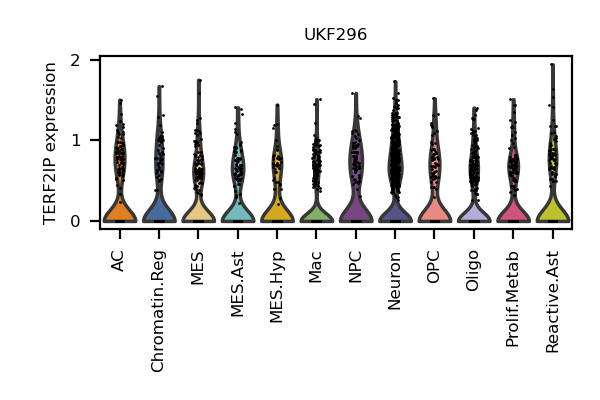 UKF296
TERF2IP expression
2
1
0
AC
Chromatin.Reg
MES
MES.Ast
MES.Hyp
Mac
NPC
Neuron
OPC
Oligo
Prolif.Metab
Reactive.Ast